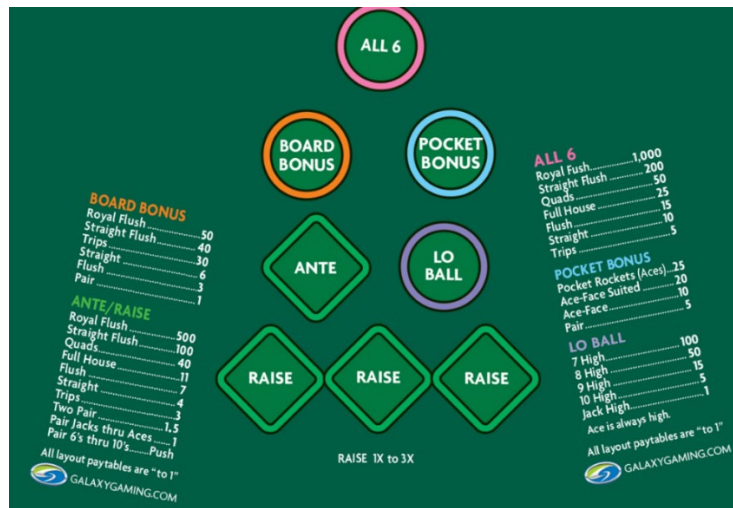 ALL 6
BOARD
BONUS
POCKET
BONUS
ANTE
LO
BALL
RAISE
RAISE
RAISE
RAISE 1X to 3X
BOARD BONUS
Royal Flush....................50
Straight Flush..............40
Trips..............................30
Straight..........................6
Flush...............................3
Pair..................................1
ANTE/RAISE
Royal Flush..............500
Straight Flush.........100
Quads..........................40
Full House..................11
Flush.............................7
Straight........................4
Trips..............................3
Two Pair....................1.5
Pair Jacks thru Aces.....1
Pair 6's thru 10's.......Push
All layout paytables are "to 1"
GALAXYGAMING.COM
ALL 6
Royal Fush..............1,000
Straight Flush...........200
Quads..........................50
Full House...................25
Flush............................15
Straight.......................10
Trips..............................5
POCKET BONUS
Pocket Rockets (Aces)...25
Ace-Face Suited..........20
Ace-Face.....................10
Pair................................5
LO BALL
7 High.......................100
8 High.........................50
9 High.........................15
10 High.........................5
Jack High.......................1
Ace is always high.
All layout paytables are "to 1"
GALAXYGAMING.COM